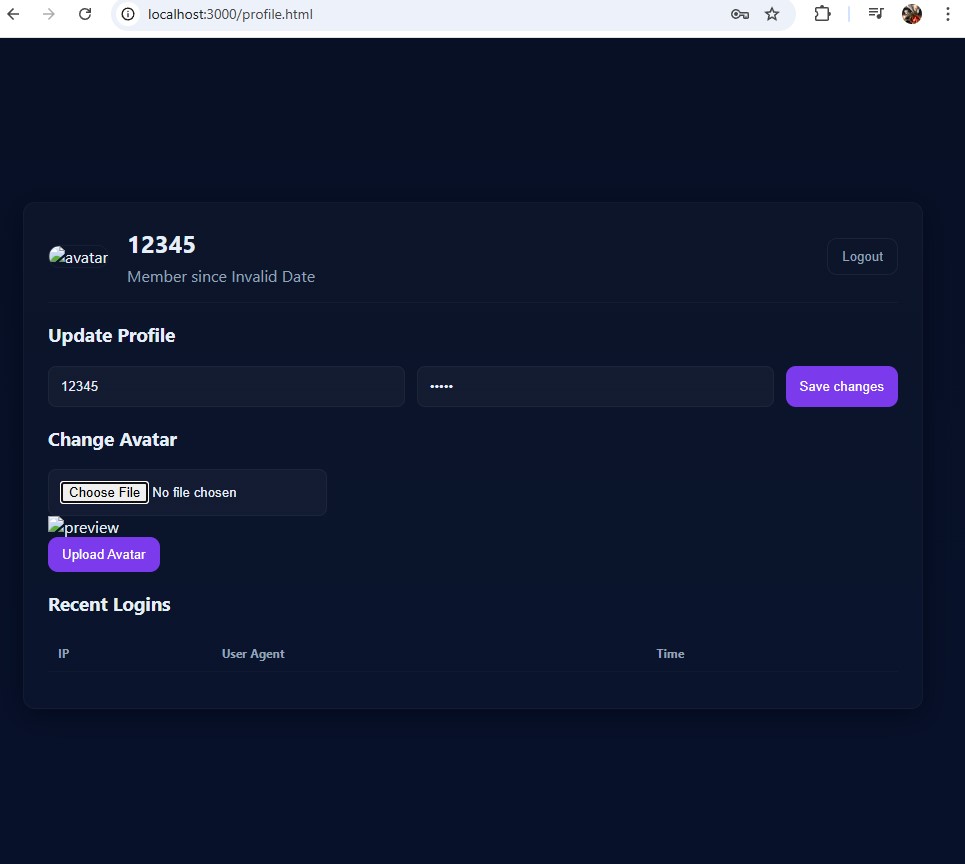 localhost:3000/profile.html
avatar
12345
Member since Invalid Date
Logout
Update Profile
12345
•••••
Save changes
Change Avatar
Choose File No file chosen
preview
Upload Avatar
Recent Logins
IP User Agent Time